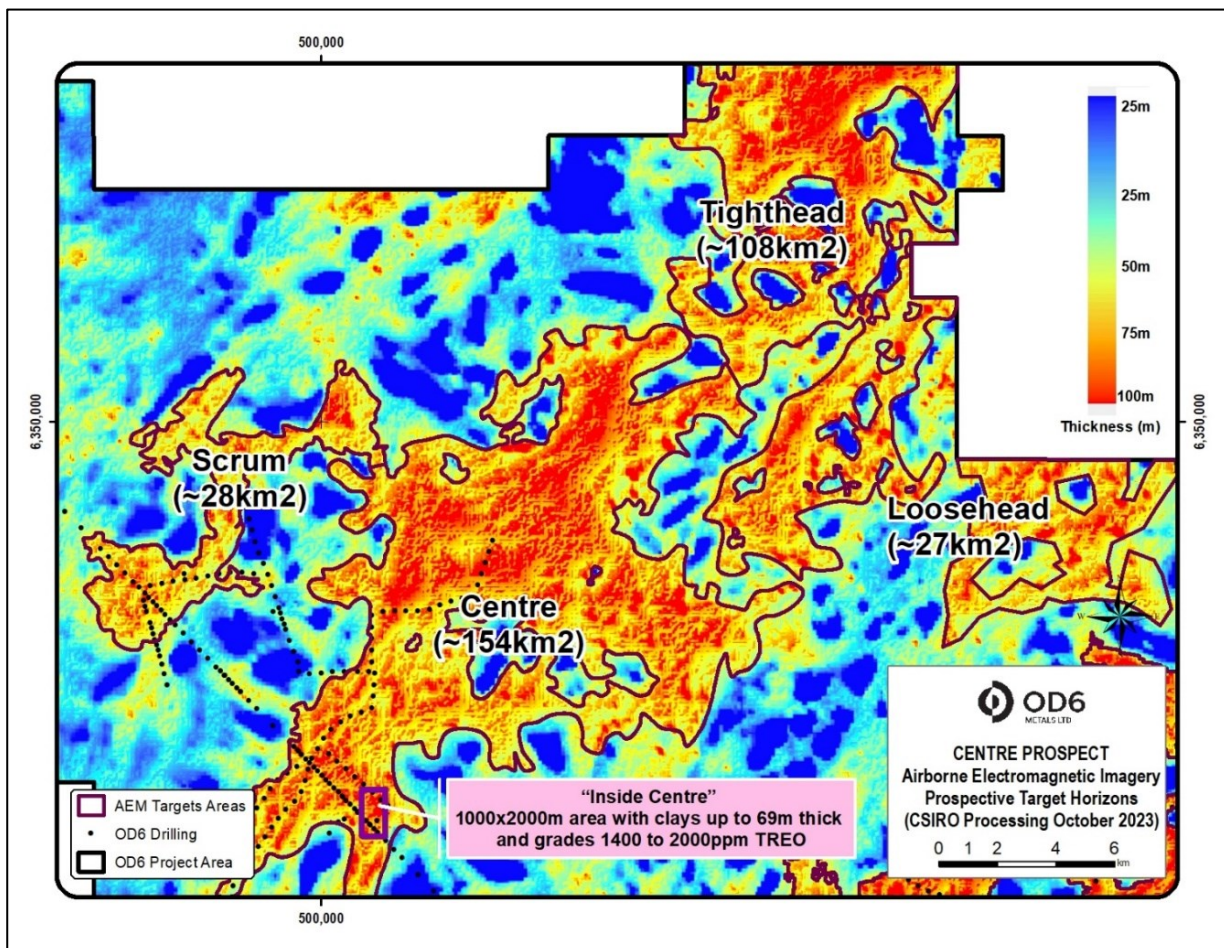 500,000
25m
25m
50m
75m
100m
Thickness (m)
6,350,000
6,350,000
Tighthead
(~108km2)
Scrum
(~28km2)
Loosehead
(~27km2)
Centre
(~154km2)
W
OD6
METALS LTD
CENTRE PROSPECT
Airborne Electromagnetic Imagery
Prospective Target Horizons
(CSIRO Processing October 2023)
0 1 2 4 6
km
“Inside Centre”
1000x2000m area with clays up to 69m thick
and grades 1400 to 2000ppm TREO
AEM Targets Areas
OD6 Drilling
OD6 Project Area
500,000